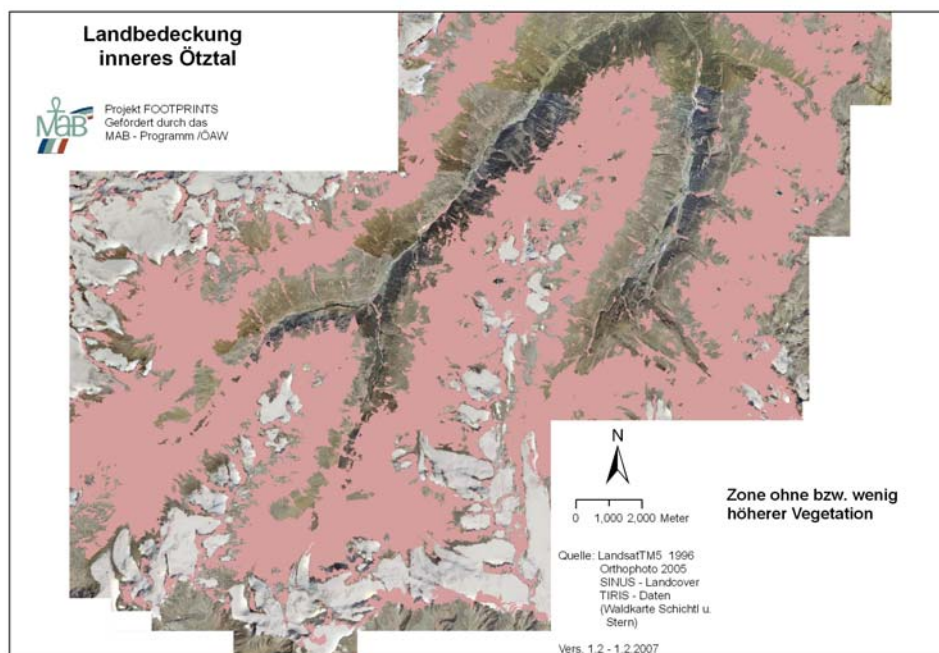 Landbedeckung
inneres Ötztal
MaB
Projekt FOOTPRINTS
Gefördert durch das
MAB - Programm /ÖAW
N
0 1,000 2,000 Meter
Zone ohne bzw. wenig
höherer Vegetation
Quelle: LandsatTM5 1996
Orthophoto 2005
SINUS - Landcover
TIRIS - Daten
(Waldkarte Schichtl u.
Stern)
Vers. 1.2 - 1.2.2007